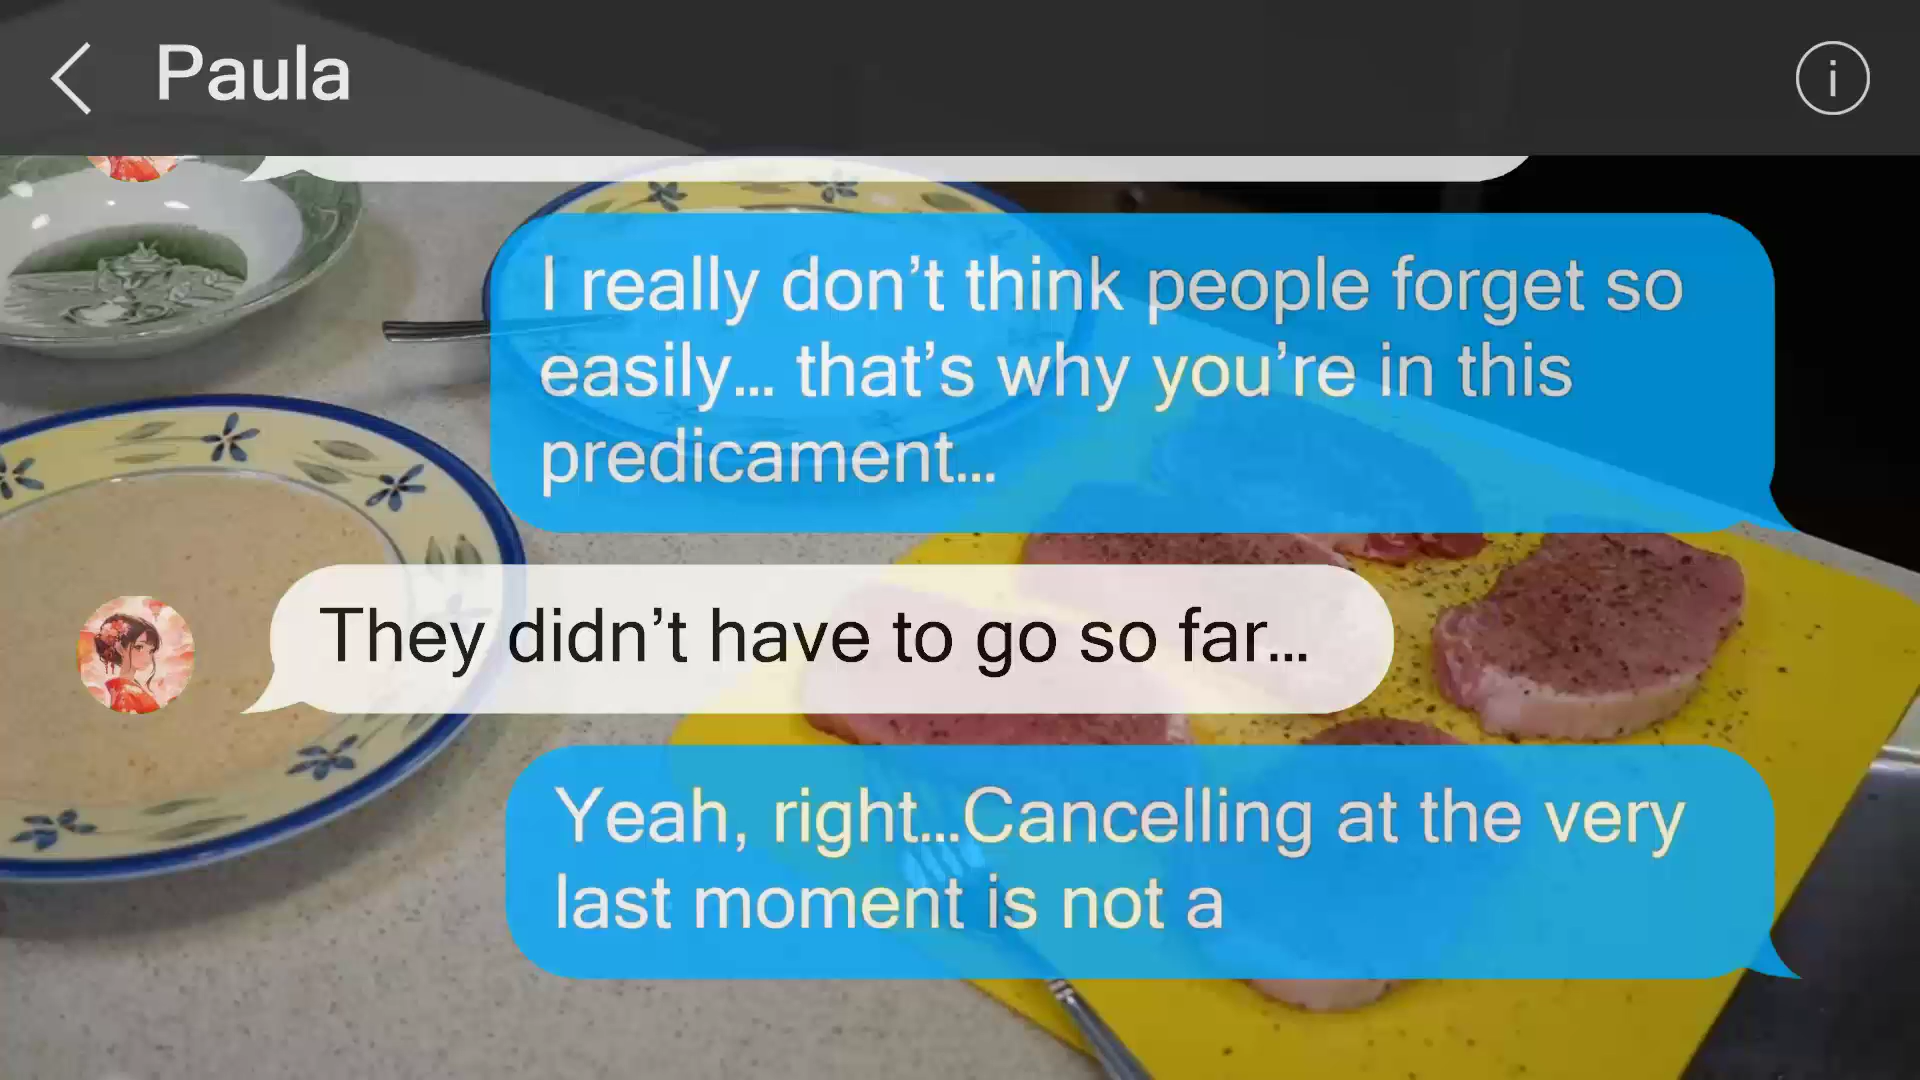 Paula
I really don’t think people forget so
easily... that’s why you’re in this
predicament...
They didn’t have to go so far...
Yeah, right...Cancelling at the very
last moment is not a